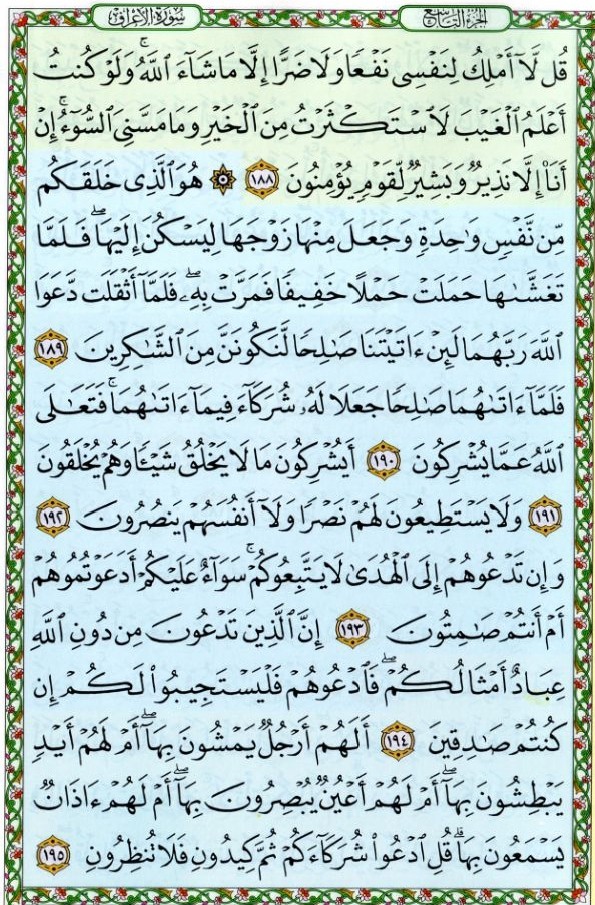 الجزء التاسع
سورة الأعراف
قُل لَّآ أَمْلِكُ لِنَفْسِى نَفْعًا وَلَا ضَرًّا إِلَّا مَا شَآءَ ٱللَّهُ ۚ وَلَوْ كُنتُ
أَعْلَمُ ٱلْغَيْبَ لَٱسْتَكْثَرْتُ مِنَ ٱلْخَيْرِ وَمَا مَسَّنِىَ ٱلسُّوٓءُ ۚ إِنْ
أَنَا۠ إِلَّا نَذِيرٌ وَبَشِيرٌ لِّقَوْمٍ يُؤْمِنُونَ ١٨٨ ۞ هُوَ ٱلَّذِى خَلَقَكُم
مِّن نَّفْسٍ وَٰحِدَةٍ وَجَعَلَ مِنْهَا زَوْجَهَا لِيَسْكُنَ إِلَيْهَا ۖ فَلَمَّا
تَغَشَّىٰهَا حَمَلَتْ حَمْلًا خَفِيفًا فَمَرَّتْ بِهِۦ ۖ فَلَمَّآ أَثْقَلَت دَّعَوَا
ٱللَّهَ رَبَّهُمَا لَئِنْ ءَاتَيْتَنَا صَٰلِحًا لَّنَكُونَنَّ مِنَ ٱلشَّٰكِرِينَ ١٨٩
فَلَمَّآ ءَاتَىٰهُمَا صَٰلِحًا جَعَلَا لَهُۥ شُرَكَآءَ فِيمَآ ءَاتَىٰهُمَا ۚ فَتَعَٰلَى
ٱللَّهُ عَمَّا يُشْرِكُونَ ١٩٠ أَيُشْرِكُونَ مَا لَا يَخْلُقُ شَيْـًٔا وَهُمْ يُخْلَقُونَ
١٩١ وَلَا يَسْتَطِيعُونَ لَهُمْ نَصْرًا وَلَآ أَنفُسَهُمْ يَنصُرُونَ ١٩٢
وَإِن تَدْعُوهُمْ إِلَى ٱلْهُدَىٰ لَا يَتَّبِعُوكُمْ ۚ سَوَآءٌ عَلَيْكُمْ أَدَعَوْتُمُوهُمْ
أَمْ أَنتُمْ صَٰمِتُونَ ١٩٣ إِنَّ ٱلَّذِينَ تَدْعُونَ مِن دُونِ ٱللَّهِ
عِبَادٌ أَمْثَالُكُمْ ۖ فَٱدْعُوهُمْ فَلْيَسْتَجِيبُوا۟ لَكُمْ إِن
كُنتُمْ صَٰدِقِينَ ١٩٤ أَلَهُمْ أَرْجُلٌ يَمْشُونَ بِهَآ ۖ أَمْ لَهُمْ أَيْدٍ
يَبْطِشُونَ بِهَآ ۖ أَمْ لَهُمْ أَعْيُنٌ يُبْصِرُونَ بِهَآ ۖ أَمْ لَهُمْ ءَاذَانٌ
يَسْمَعُونَ بِهَا ۗ قُلِ ٱدْعُوا۟ شُرَكَآءَكُمْ ثُمَّ كِيدُونِ فَلَا تُنظِرُونِ ١٩٥